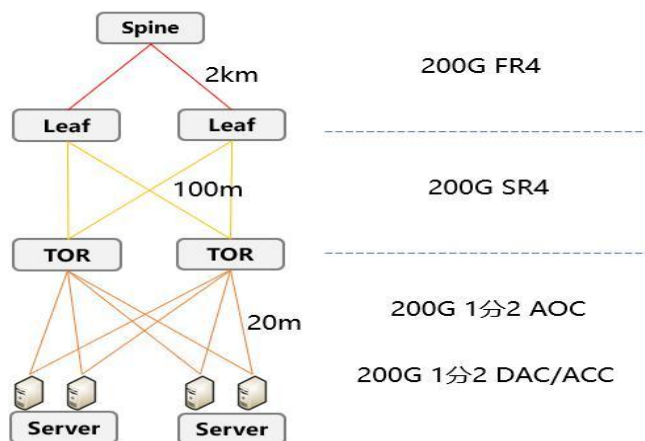 Spine
2km
200G FR4
Leaf
Leaf
100m
200G SR4
TOR
TOR
20m
200G 1分2 AOC
200G 1分2 DAC/ACC
Server
Server